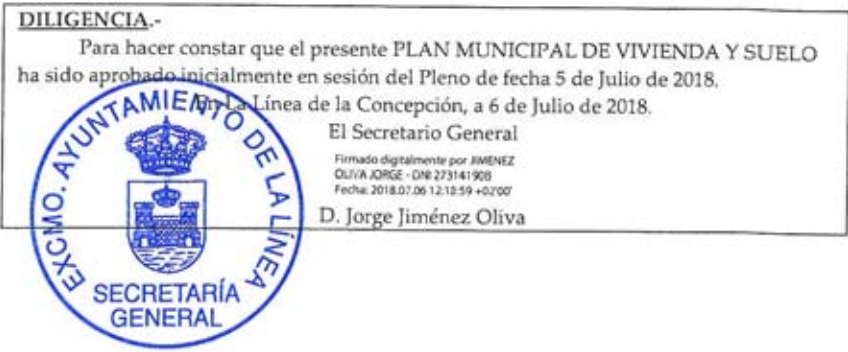 DILIGENCIA.-
Para hacer constar que el presente PLAN MUNICIPAL DE VIVIENDA Y SUELO
ha sido aprobado inicialmente en sesión del Pleno de fecha 5 de Julio de 2018.
En La Línea de la Concepción, a 6 de Julio de 2018.
El Secretario General
Firmado digitalmente por JIMENEZ
OLIVA JORGE - DNI 27314190B
Fecha: 2018.07.06 12:18:59 +02'00'
D. Jorge Jiménez Oliva
EXCMO. AYUNTAMIENTO DE LA LÍNEA
SECRETARÍA
GENERAL